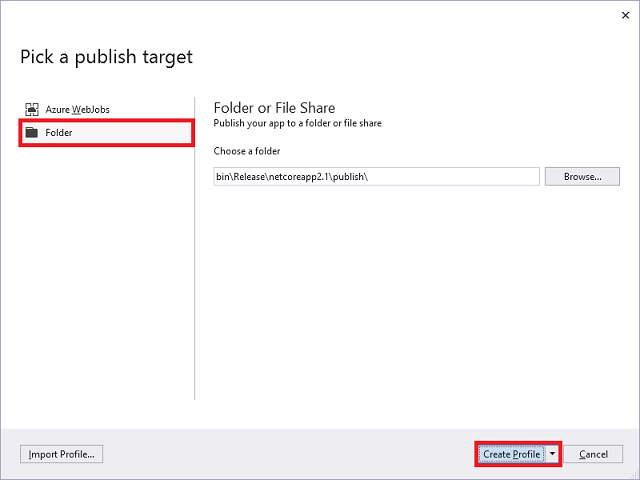 Pick a publish target
Azure WebJobs
Folder
Folder or File Share
Publish your app to a folder or file share
Choose a folder
bin\Release\netcoreapp2.1\publish\
Browse...
Import Profile...
Create Profile
Cancel